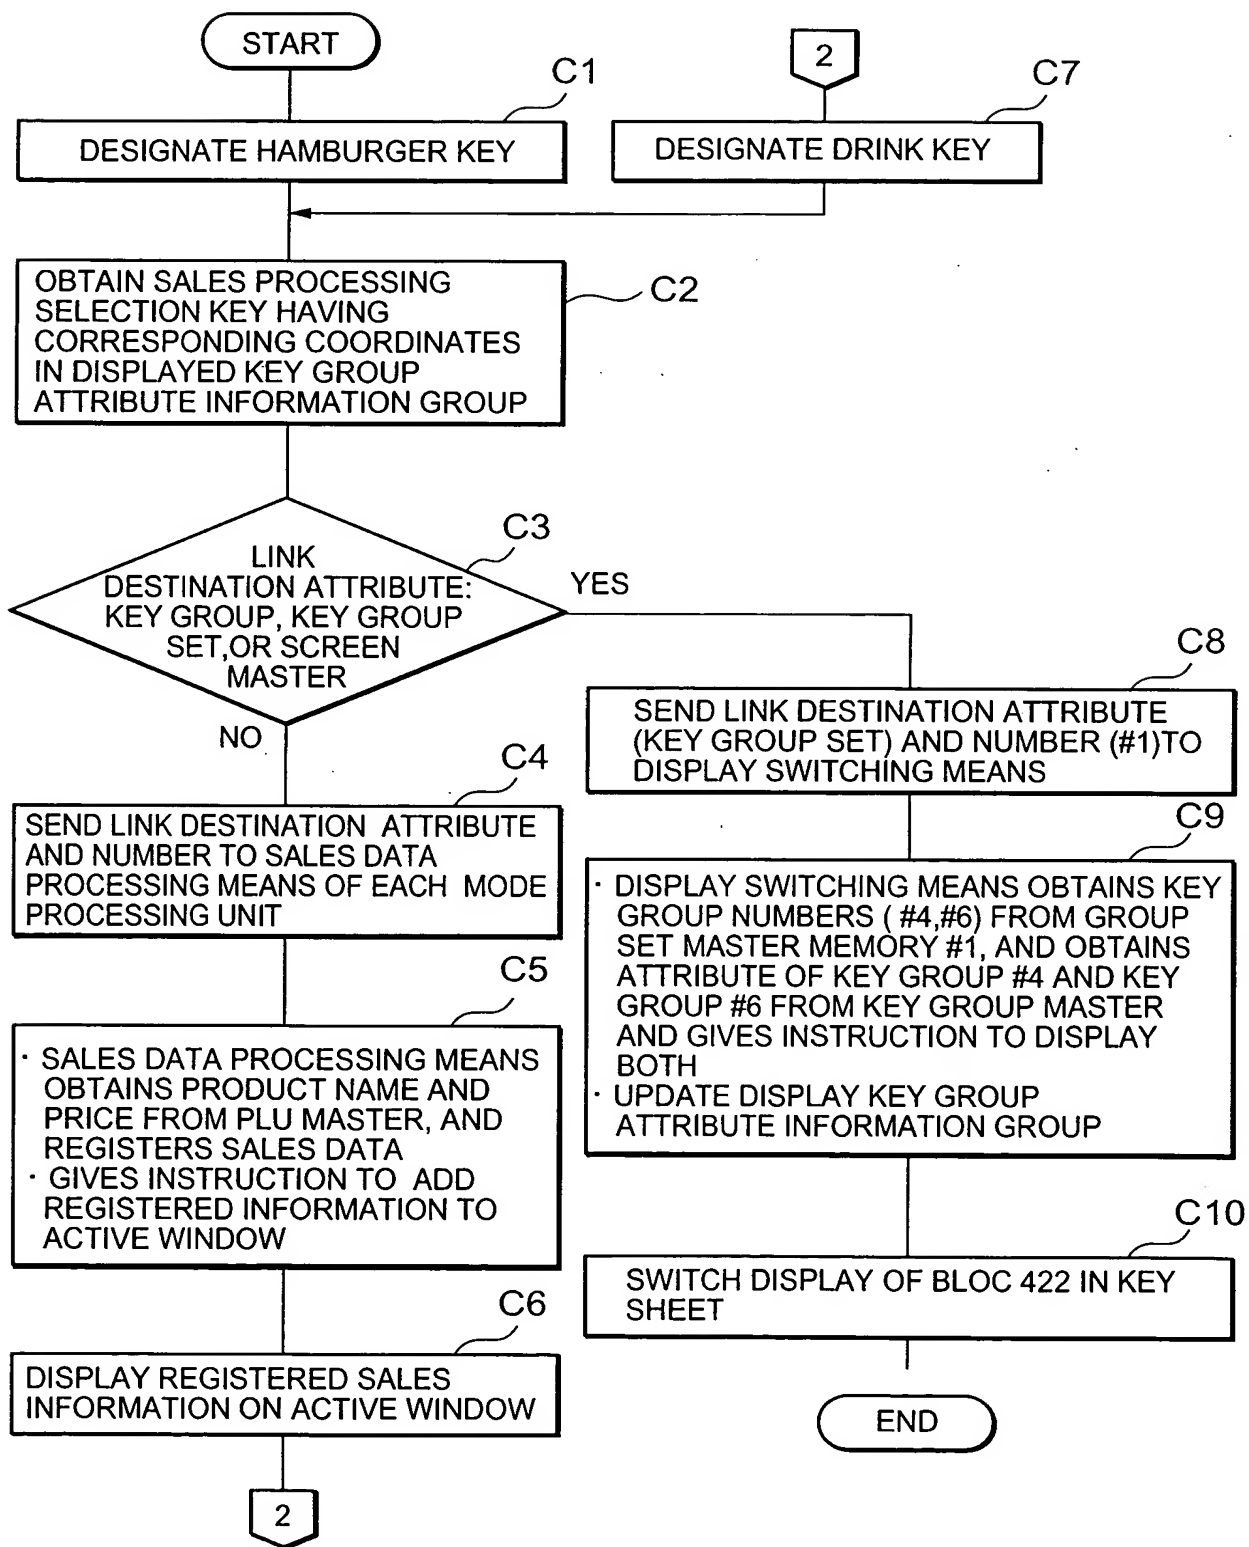 START
2
C1
C7
DESIGNATE HAMBURGER KEY
DESIGNATE DRINK KEY
OBTAIN SALES PROCESSING
SELECTION KEY HAVING
CORRESPONDING COORDINATES
IN DISPLAYED KEY GROUP
ATTRIBUTE INFORMATION GROUP
C2
C3
LINK
DESTINATION ATTRIBUTE:
KEY GROUP, KEY GROUP
SET,OR SCREEN
MASTER
YES
NO
C4
SEND LINK DESTINATION ATTRIBUTE
AND NUMBER TO SALES DATA
PROCESSING MEANS OF EACH MODE
PROCESSING UNIT
C5
· SALES DATA PROCESSING MEANS
OBTAINS PRODUCT NAME AND
PRICE FROM PLU MASTER, AND
REGISTERS SALES DATA
· GIVES INSTRUCTION TO ADD
REGISTERED INFORMATION TO
ACTIVE WINDOW
C6
DISPLAY REGISTERED SALES
INFORMATION ON ACTIVE WINDOW
2
C8
SEND LINK DESTINATION ATTRIBUTE
(KEY GROUP SET) AND NUMBER (#1)TO
DISPLAY SWITCHING MEANS
C9
· DISPLAY SWITCHING MEANS OBTAINS KEY
GROUP NUMBERS ( #4,#6) FROM GROUP
SET MASTER MEMORY #1, AND OBTAINS
ATTRIBUTE OF KEY GROUP #4 AND KEY
GROUP #6 FROM KEY GROUP MASTER
AND GIVES INSTRUCTION TO DISPLAY
BOTH
· UPDATE DISPLAY KEY GROUP
ATTRIBUTE INFORMATION GROUP
C10
SWITCH DISPLAY OF BLOC 422 IN KEY
SHEET
END